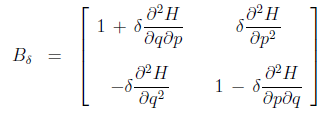 B_δ = [ 1 + δ ∂²H/∂q∂p   δ ∂²H/∂p² ]
[ −δ ∂²H/∂q²   1 − δ ∂²H/∂p∂q ]